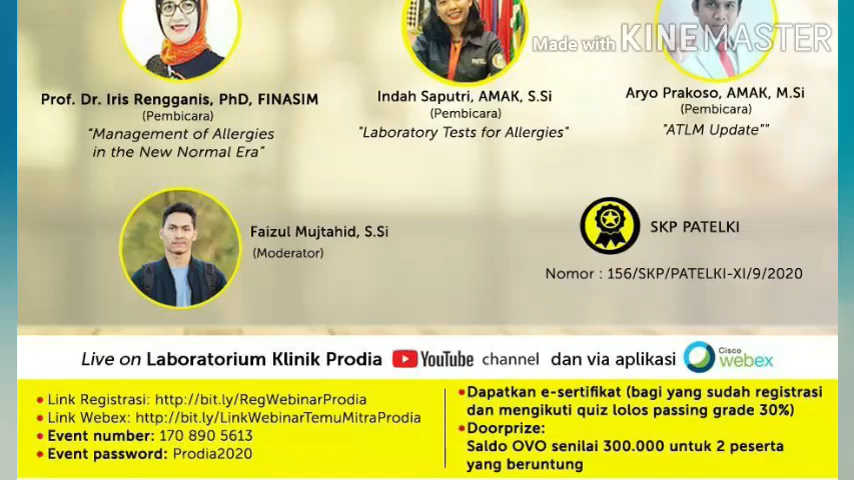 Made with KINEMASTER
Prof. Dr. Iris Rengganis, PhD, FINASIM
(Pembicara)
“Management of Allergies
in the New Normal Era”
Indah Saputri, AMAK, S.Si
(Pembicara)
"Laboratory Tests for Allergies"
Aryo Prakoso, AMAK, M.Si
(Pembicara)
"ATLM Update""
PATELKI
Faizul Mujtahid, S.Si
(Moderator)
SKP PATELKI
Nomor : 156/SKP/PATELKI-XI/9/2020
Live on Laboratorium Klinik Prodia YouTube channel dan via aplikasi Cisco webex
• Link Registrasi: http://bit.ly/RegWebinarProdia
• Link Webex: http://bit.ly/LinkWebinarTemuMitraProdia
• Event number: 170 890 5613
• Event password: Prodia2020
• Dapatkan e-sertifikat (bagi yang sudah registrasi
dan mengikuti quiz lolos passing grade 30%)
• Doorprize:
Saldo OVO senilai 300.000 untuk 2 peserta
yang beruntung